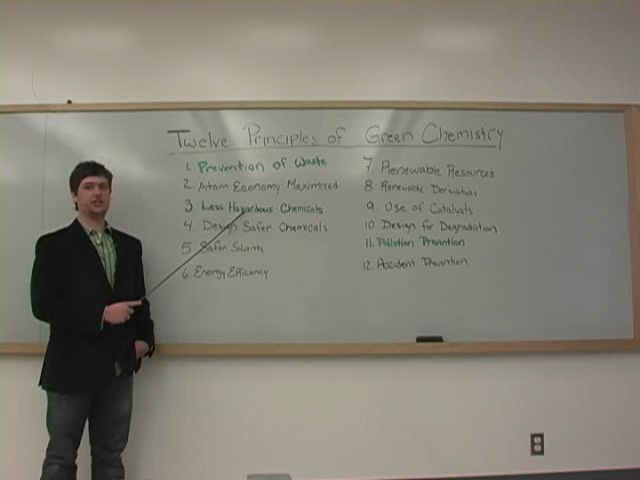 Twelve Principles of Green Chemistry
1. Prevention of Waste
2. Atom Economy Maximized
3. Less Hazardous Chemicals
4 Design Safer Chemicals
5 Safer Solvents
6. Energy Efficiency
7 Renewable Resources
8 Renewable Derivatives
9 Use of Catalysts
10 Design for Degradation
11. Pollution Prevention
12. Accident Prevention